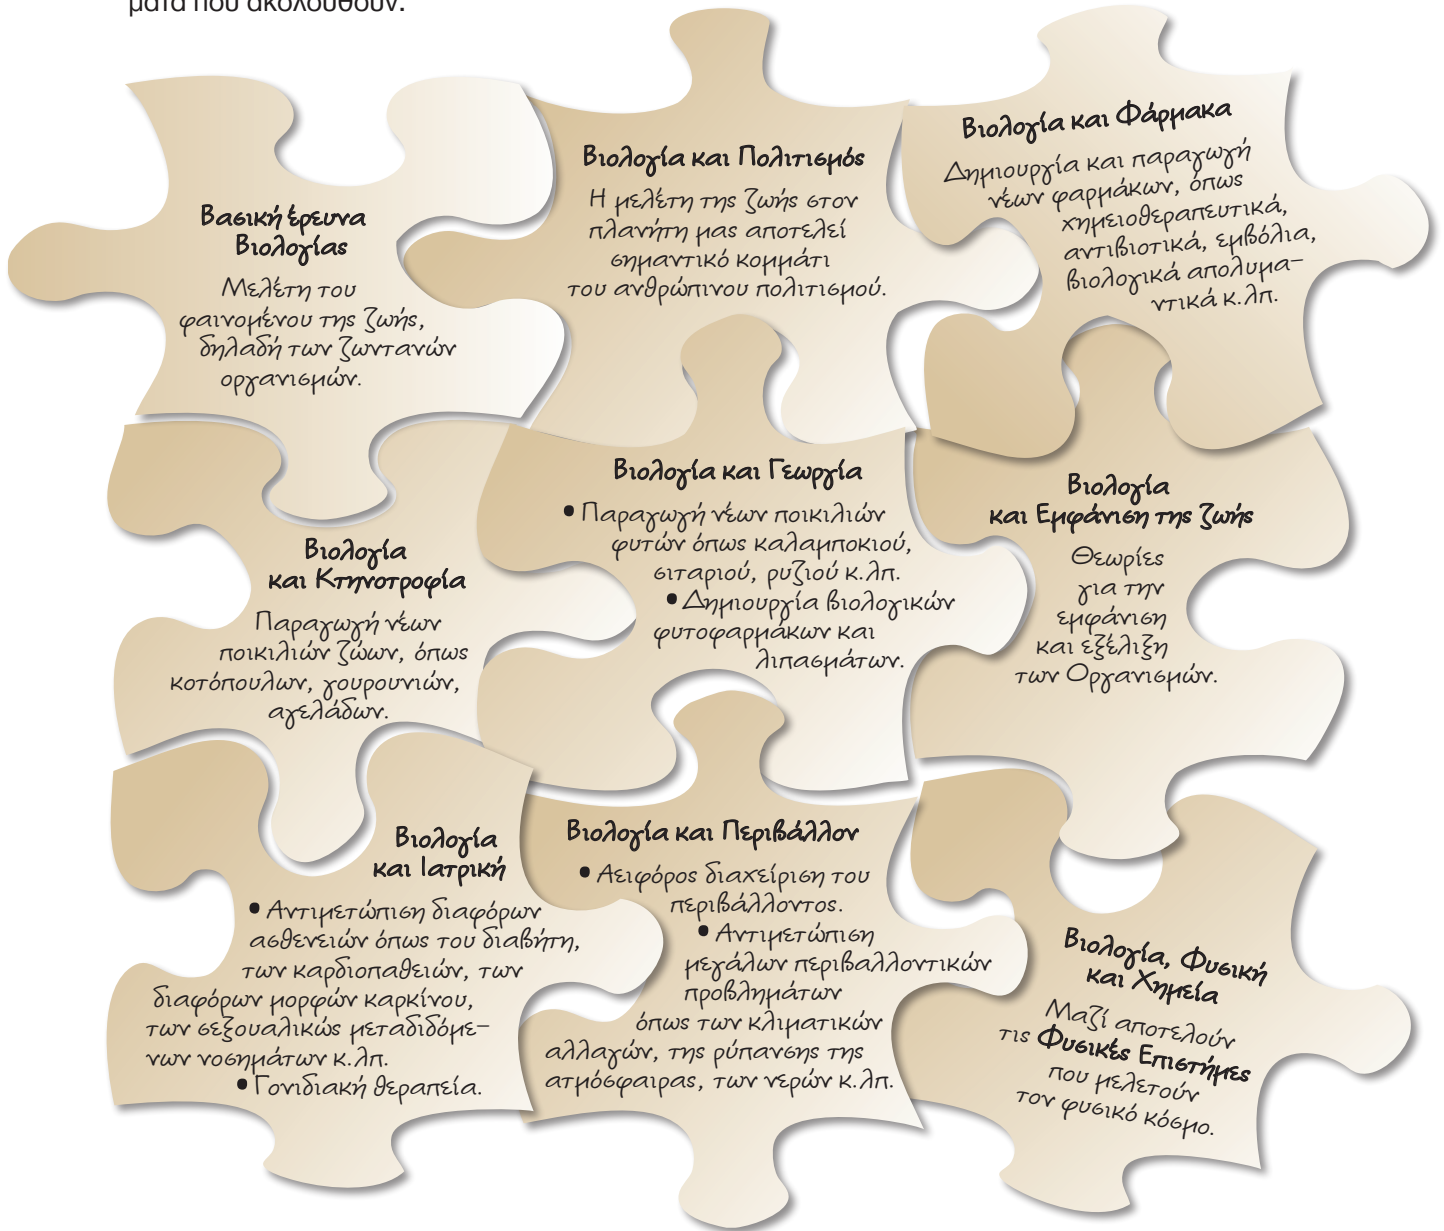 ματα που ακολουθούν.
Βασική έρευνα
Βιολογίας
Μελέτη του
φαινομένου της ζωής,
δηλαδή των ζωντανών
οργανισμών.
Βιολογία και Πολιτισμός
Η μελέτη της ζωής στον
πλανήτη μας αποτελεί
σημαντικό κομμάτι
του ανθρώπινου πολιτισμού.
Βιολογία και Φάρμακα
Δημιουργία και παραγωγή
νέων φαρμάκων, όπως
χημειοθεραπευτικά,
αντιβιοτικά, εμβόλια,
βιολογικά απολυμα-
ντικά κ.λπ.
Βιολογία
και Κτηνοτροφία
Παραγωγή νέων
ποικιλιών ζώων, όπως
κοτόπουλων, γουρουνιών,
αγελάδων.
Βιολογία και Γεωργία
• Παραγωγή νέων ποικιλιών
φυτών όπως καλαμποκιού,
σιταριού, ρυζιού κ.λπ.
• Δημιουργία βιολογικών
φυτοφαρμάκων και
λιπασμάτων.
Βιολογία
και Εμφάνιση της ζωής
Θεωρίες
για την
εμφάνιση
και εξέλιξη
των Οργανισμών.
Βιολογία
και Ιατρική
• Αντιμετώπιση διαφόρων
ασθενειών όπως του διαβήτη,
των καρδιοπαθειών, των
διαφόρων μορφών καρκίνου,
των σεξουαλικώς μεταδιδόμε-
νων νοσημάτων κ.λπ.
• Γονιδιακή θεραπεία.
Βιολογία και Περιβάλλον
• Αειφόρος διαχείριση του
περιβάλλοντος.
• Αντιμετώπιση
μεγάλων περιβαλλοντικών
προβλημάτων
όπως των κλιματικών
αλλαγών, της ρύπανσης της
ατμόσφαιρας, των νερών κ.λπ.
Βιολογία, Φυσική
και Χημεία
Μαζί αποτελούν
τις Φυσικές Επιστήμες
που μελετούν
τον φυσικό κόσμο.